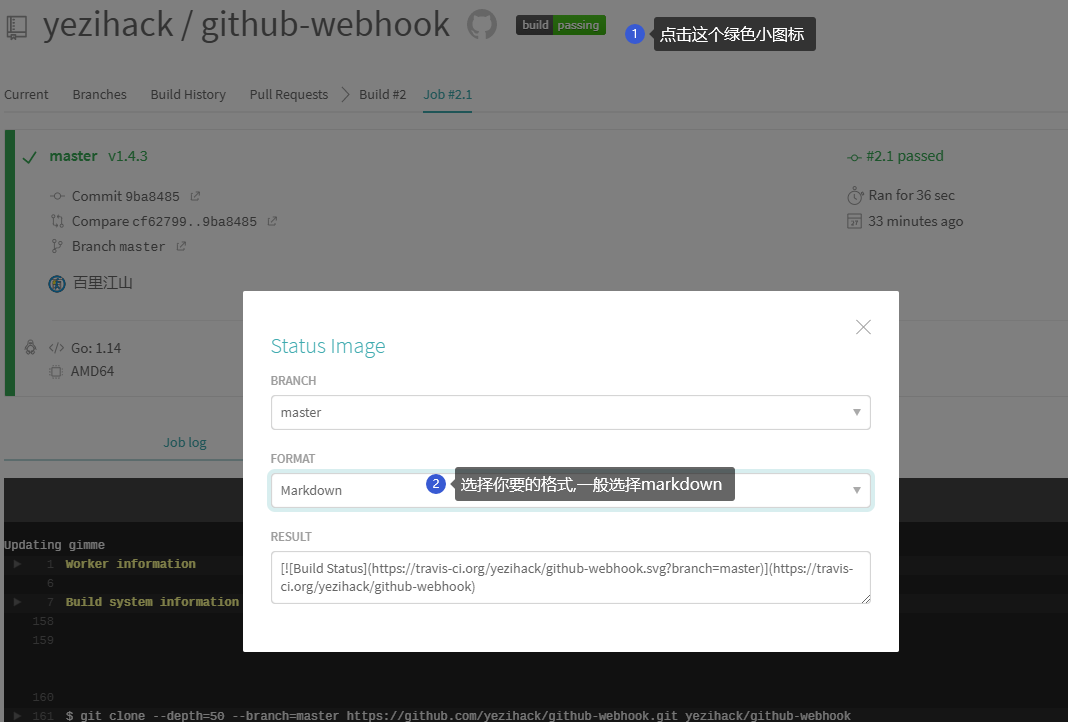 yezihack / github-webhook
build passing
1 点击这个绿色小图标
Current Branches Build History Pull Requests Build #2 Job #2.1
master v1.4.3
#2.1 passed
Commit 9ba8485
Ran for 36 sec
Compare cf62799..9ba8485
33 minutes ago
Branch master
百里江山
Go: 1.14
AMD64
Job log
Status Image
BRANCH
master
FORMAT
Markdown
2 选择你要的格式,一般选择markdown
RESULT
[![Build Status](https://travis-ci.org/yezihack/github-webhook.svg?branch=master)](https://travis-
ci.org/yezihack/github-webhook)
Updating gimme
1 Worker information
6
7 Build system information
158
159
160
161 $ git clone --depth=50 --branch=master https://github.com/yezihack/github-webhook.git yezihack/github-webhook